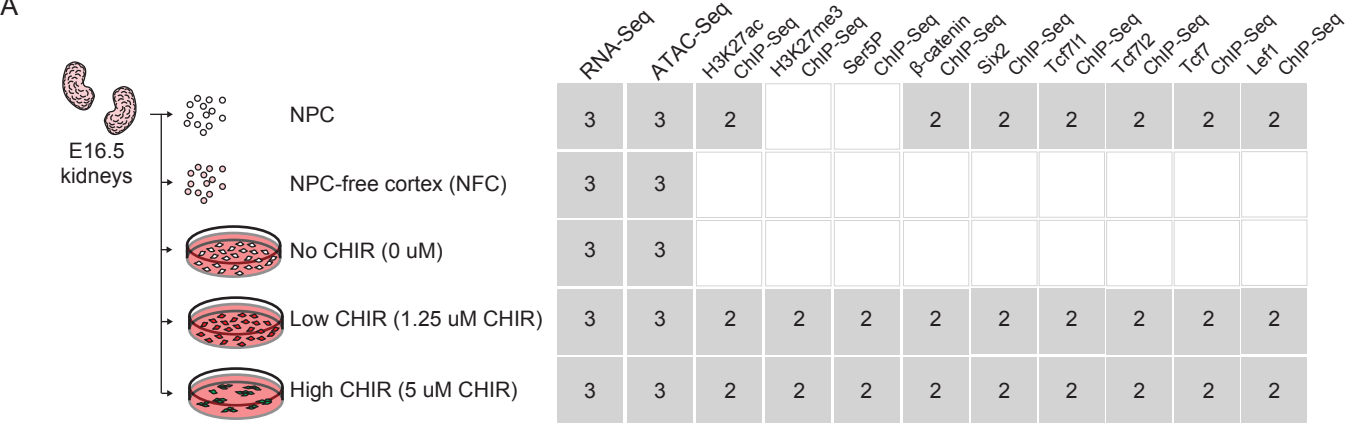 A
RNA-Seq
ATAC-Seq
H3K27ac
ChIP-Seq
H3K27me3
ChIP-Seq
Ser5P
ChIP-Seq
β-catenin
ChIP-Seq
Six2
ChIP-Seq
Tcf7l1
ChIP-Seq
Tcf7l2
ChIP-Seq
Tcf7
ChIP-Seq
Lef1
ChIP-Seq
E16.5
kidneys
NPC 3 3 2 2 2 2 2 2 2
NPC-free cortex (NFC) 3 3
No CHIR (0 uM) 3 3
Low CHIR (1.25 uM CHIR) 3 3 2 2 2 2 2 2 2 2 2
High CHIR (5 uM CHIR) 3 3 2 2 2 2 2 2 2 2 2